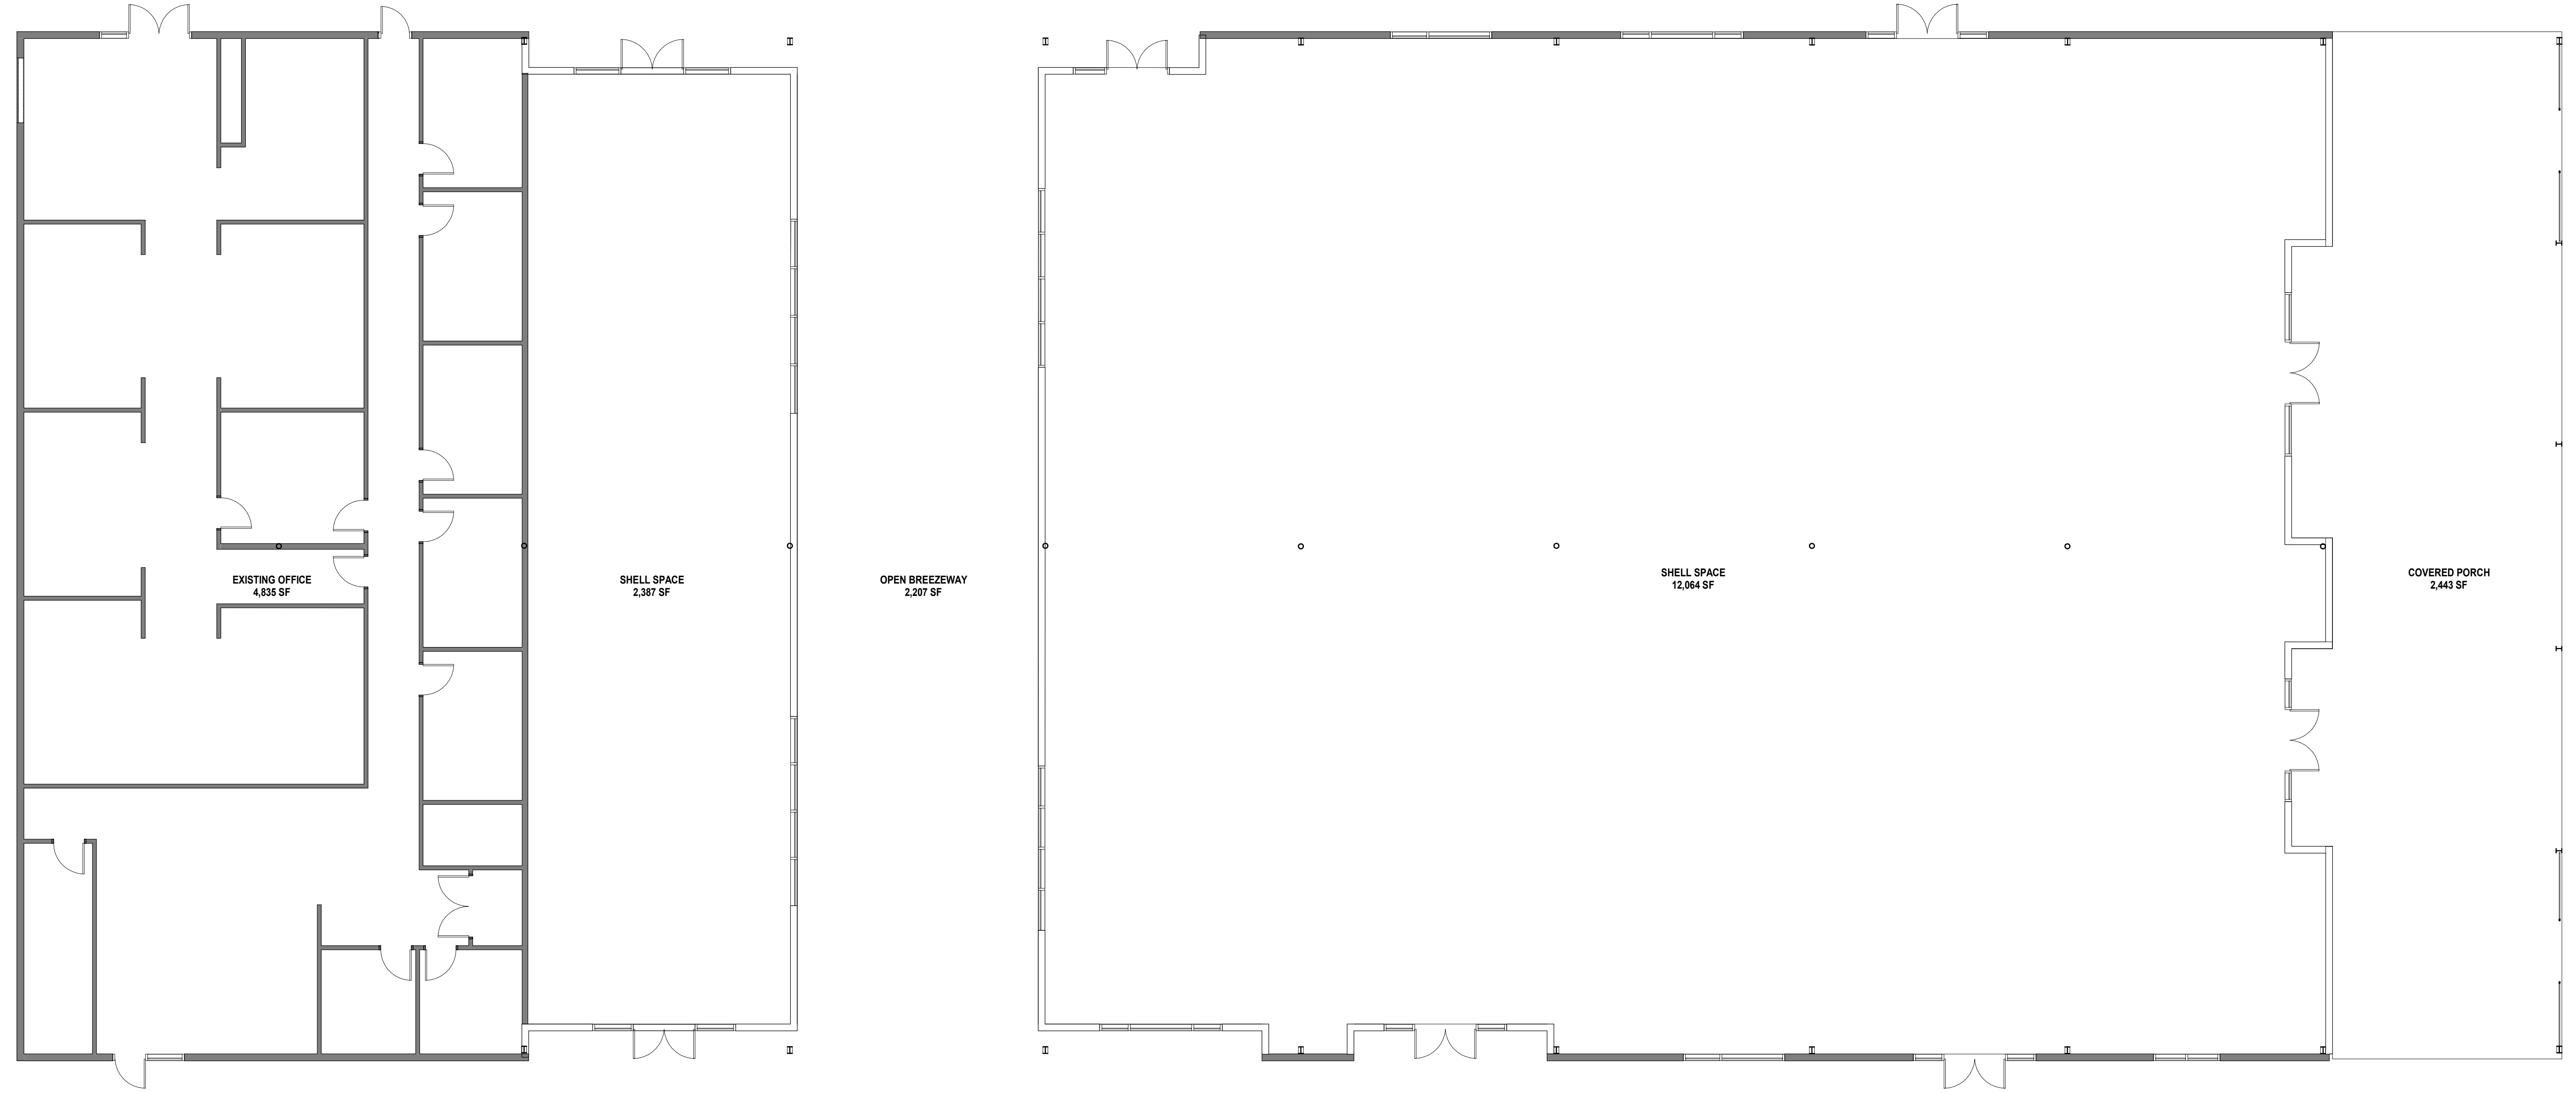 EXISTING OFFICE
4,835 SF
SHELL SPACE
2,387 SF
OPEN BREEZEWAY
2,207 SF
SHELL SPACE
12,064 SF
COVERED PORCH
2,443 SF